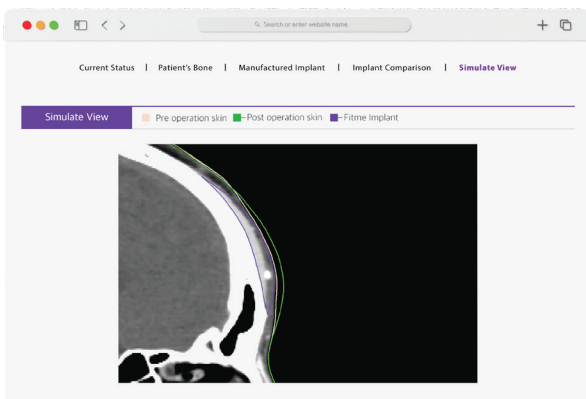 Search or enter website name
Current Status | Patient's Bone | Manufactured Implant | Implant Comparison | Simulate View
Simulate View Pre operation skin Post operation skin Fitme Implant